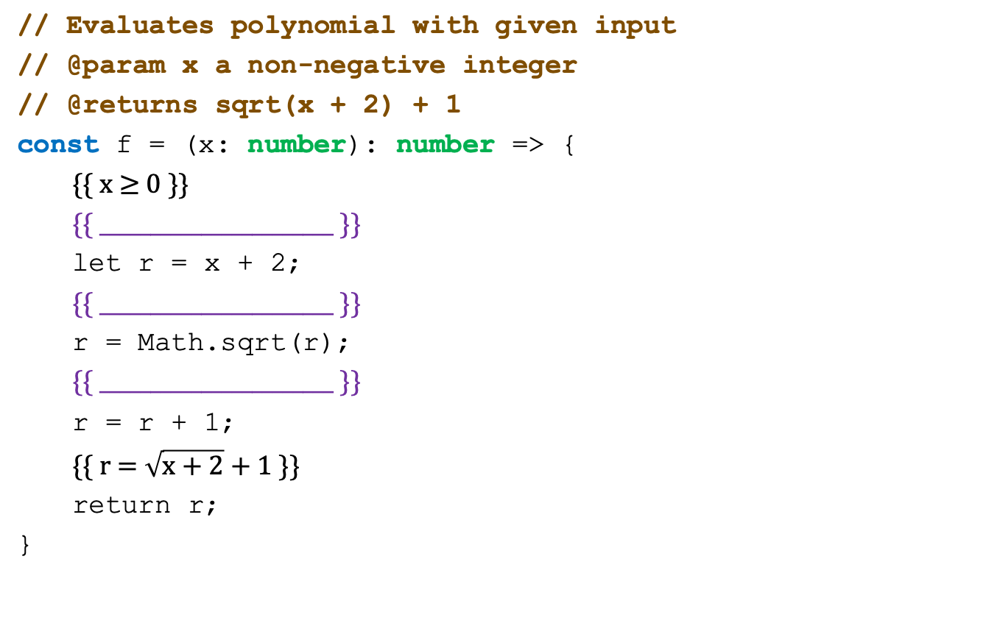 // Evaluates polynomial with given input
// @param x a non-negative integer
// @returns sqrt(x + 2) + 1
const f = (x: number): number => {
{{ x ≥ 0 }}
{{ ______________ }}
let r = x + 2;
{{ ______________ }}
r = Math.sqrt(r);
{{ ______________ }}
r = r + 1;
{{ r = √x + 2 + 1 }}
return r;
}